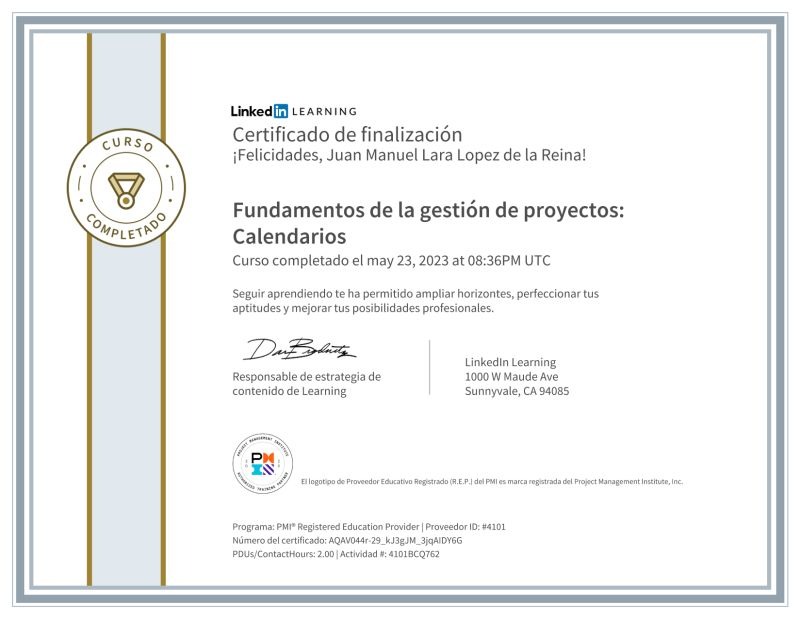 CURSO
COMPLETADO
LinkedIn LEARNING
Certificado de finalización
¡Felicidades, Juan Manuel Lara Lopez de la Reina!
Fundamentos de la gestión de proyectos:
Calendarios
Curso completado el may 23, 2023 at 08:36PM UTC
Seguir aprendiendo te ha permitido ampliar horizontes, perfeccionar tus
aptitudes y mejorar tus posibilidades profesionales.
Responsable de estrategia de
contenido de Learning
LinkedIn Learning
1000 W Maude Ave
Sunnyvale, CA 94085
PROJECT MANAGEMENT INSTITUTE
AUTHORIZED TRAINING PARTNER
El logotipo de Proveedor Educativo Registrado (R.E.P.) del PMI es marca registrada del Project Management Institute, Inc.
Programa: PMI® Registered Education Provider | Proveedor ID: #4101
Número del certificado: AQAV044r-29_kJ3gJM_3jqAIDY6G
PDUs/ContactHours: 2.00 | Actividad #: 4101BCQ762